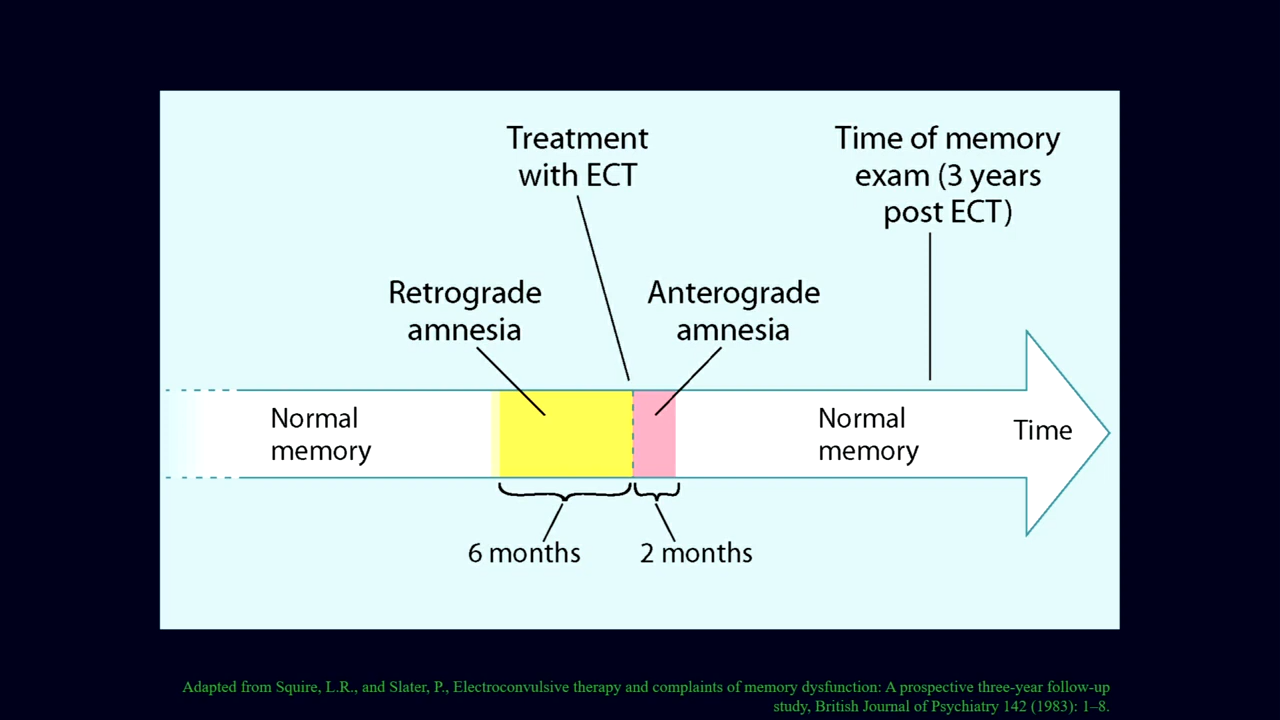 Treatment
with ECT
Time of memory
exam (3 years
post ECT)
Retrograde
amnesia
Anterograde
amnesia
Normal
memory
Normal
memory
Time
6 months
2 months
Adapted from Squire, L.R., and Slater, P., Electroconvulsive therapy and complaints of memory dysfunction: A prospective three-year follow-up
study, British Journal of Psychiatry 142 (1983): 1–8.